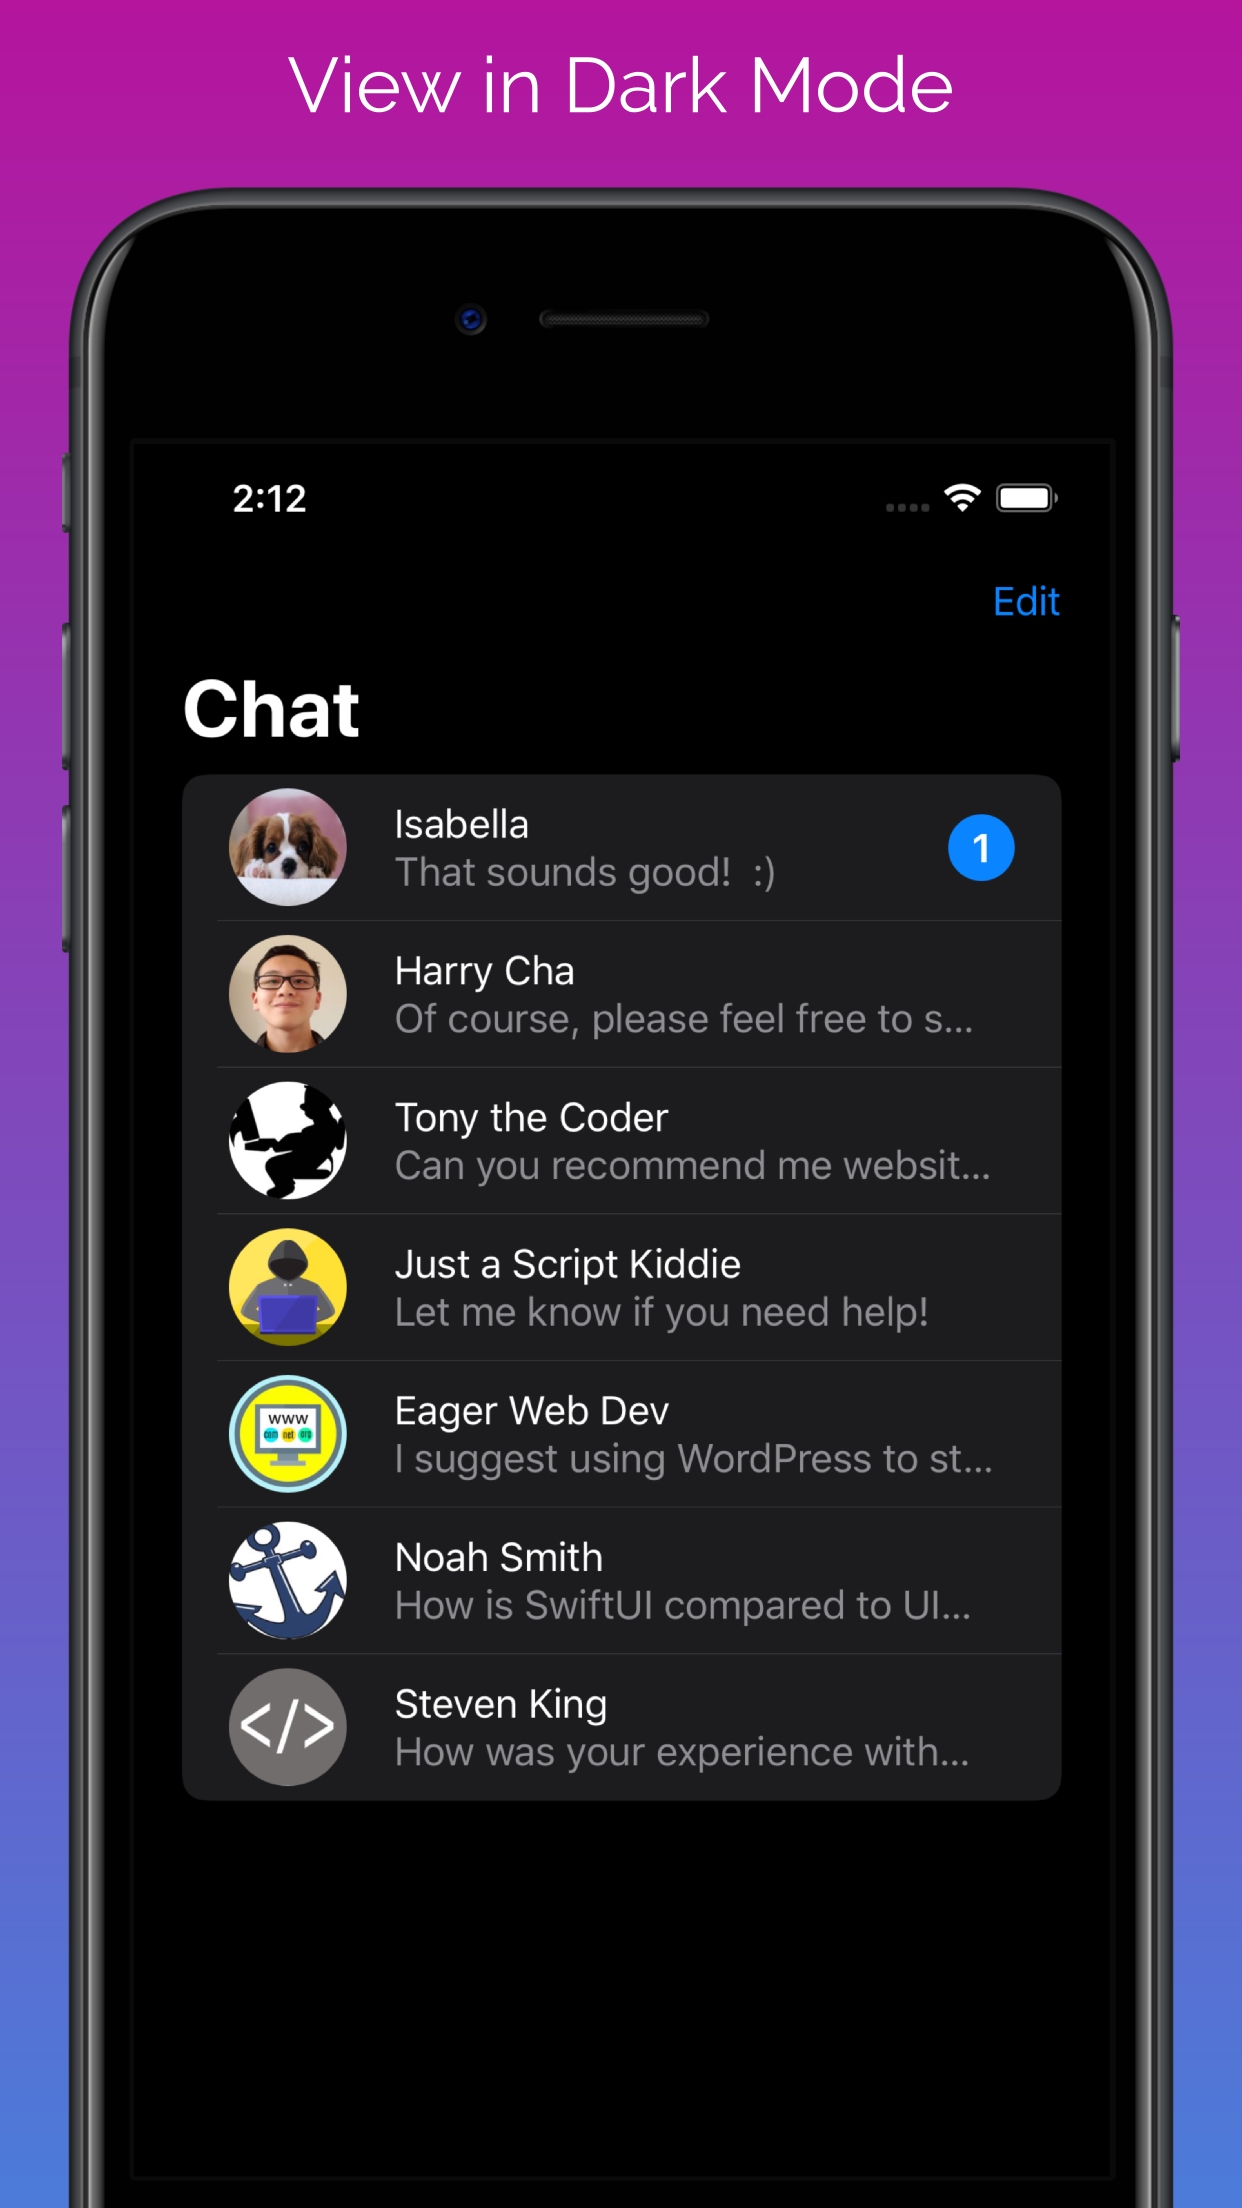 View in Dark Mode
2:12
Edit
Chat
Isabella
That sounds good!  :)
1
Harry Cha
Of course, please feel free to s...
Tony the Coder
Can you recommend me websit...
Just a Script Kiddie
Let me know if you need help!
WWW
com net org
Eager Web Dev
I suggest using WordPress to st...
Noah Smith
How is SwiftUI compared to UI...
</>
Steven King
How was your experience with...